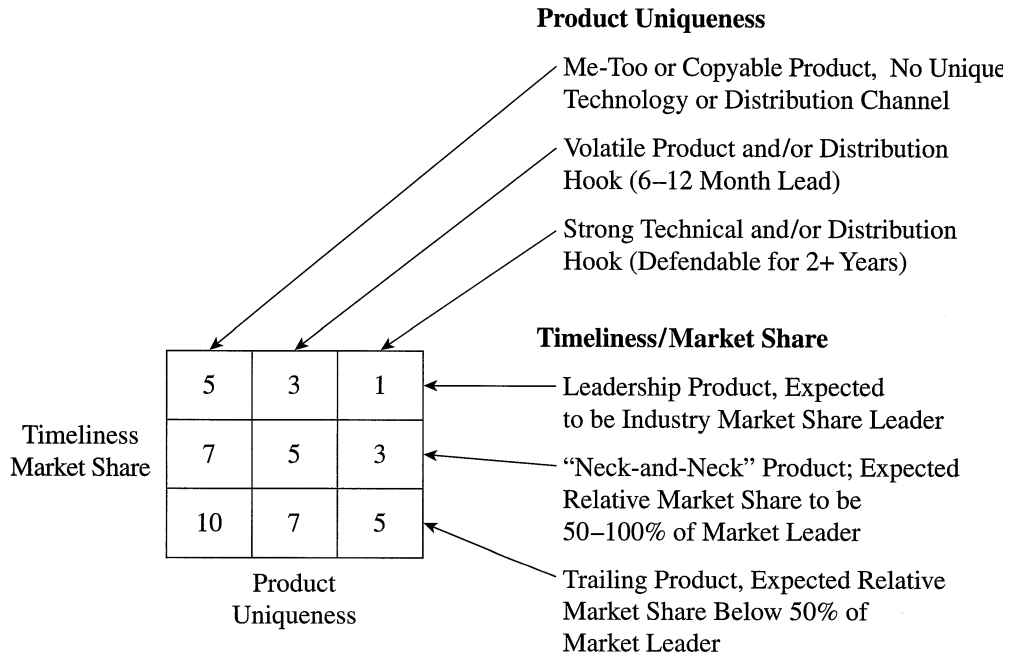 Product Uniqueness
Me-Too or Copyable Product, No Unique
Technology or Distribution Channel
Volatile Product and/or Distribution
Hook (6–12 Month Lead)
Strong Technical and/or Distribution
Hook (Defendable for 2+ Years)
Timeliness/Market Share
5 3 1
Leadership Product, Expected
to be Industry Market Share Leader
Timeliness
Market Share
7 5 3
“Neck-and-Neck” Product; Expected
Relative Market Share to be
50–100% of Market Leader
10 7 5
Product
Uniqueness
Trailing Product, Expected Relative
Market Share Below 50% of
Market Leader